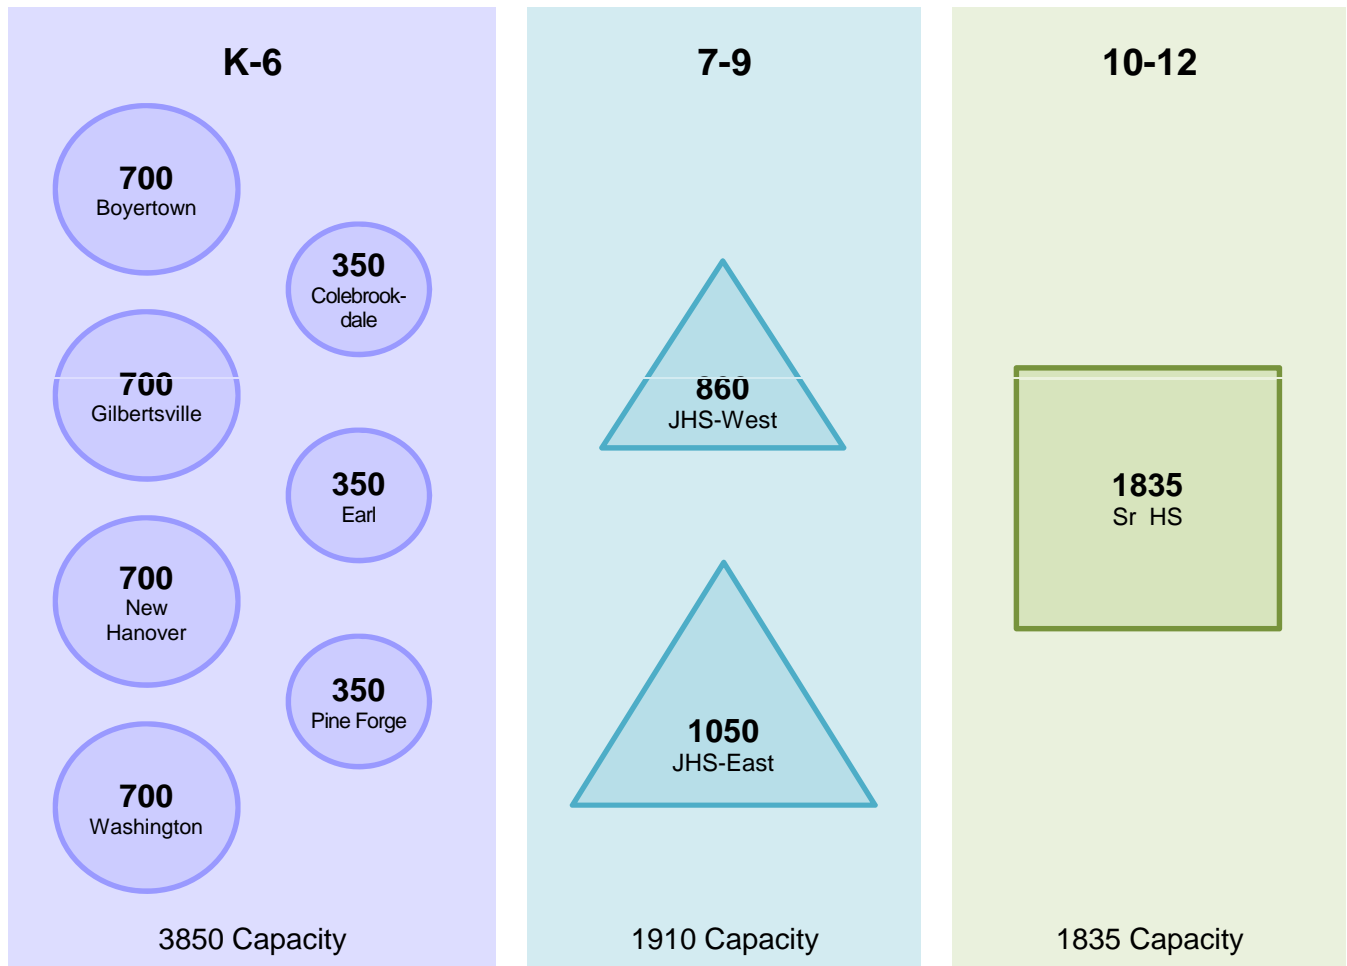 K-6
700
Boyertown
350
Colebrook-
dale
700
Gilbertsville
350
Earl
700
New
Hanover
350
Pine Forge
700
Washington
3850 Capacity
7-9
860
JHS-West
1050
JHS-East
1910 Capacity
10-12
1835
Sr HS
1835 Capacity